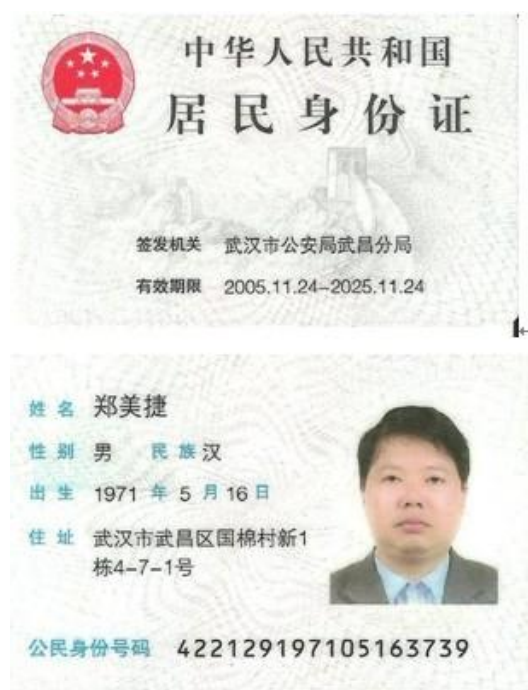 中华人民共和国
居民身份证
签发机关 武汉市公安局武昌分局
有效期限 2005.11.24-2025.11.24
姓名 郑美捷
性别 男 民族 汉
出生 1971 年 5 月 16 日
住址 武汉市武昌区国棉村新1
栋4-7-1号
公民身份号码 422129197105163739